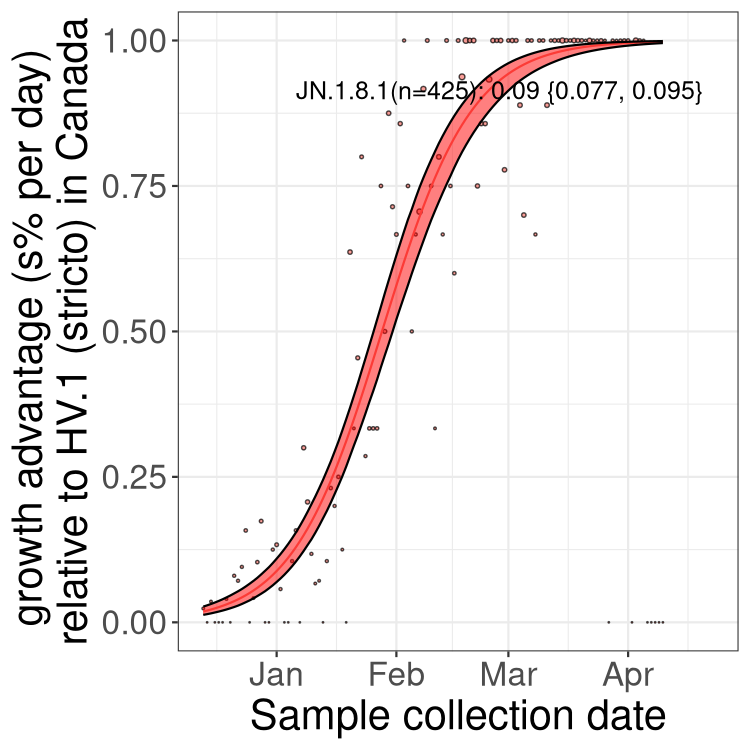 growth advantage (s% per day)
relative to HV.1 (stricto) in Canada
1.00
0.75
0.50
0.25
0.00
JN.1.8.1(n=425): 0.09 {0.077, 0.095}
Jan Feb Mar Apr
Sample collection date